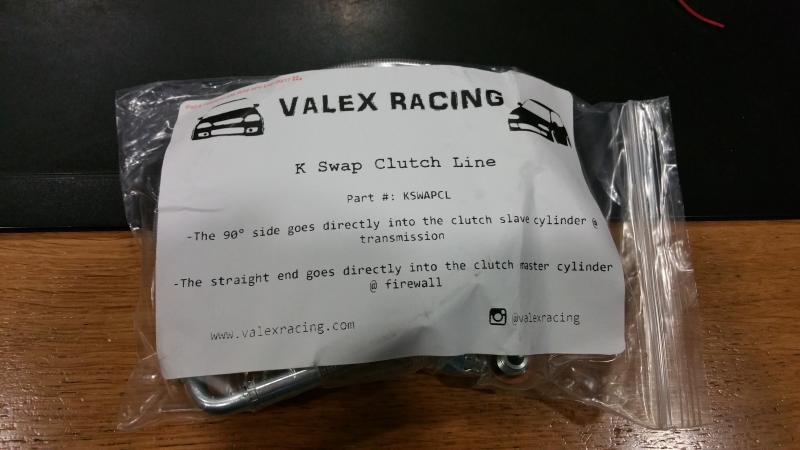 VALEX RACING
K Swap Clutch Line
Part #: KSWAPCL
-The 90° side goes directly into the clutch slave cylinder @
transmission
-The straight end goes directly into the clutch master cylinder
@ firewall
www.valexracing.com
@valexracing